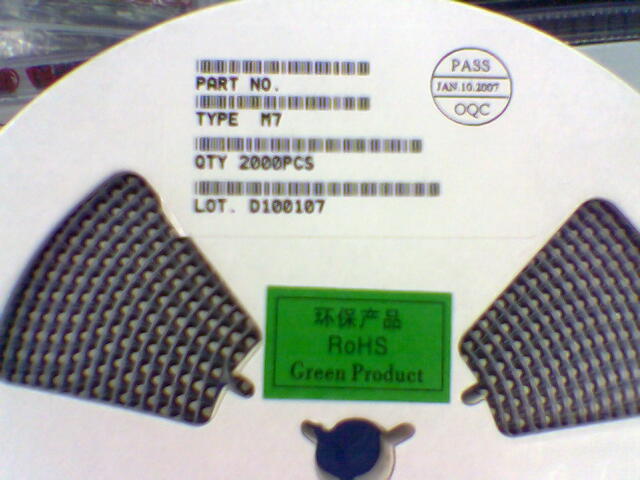 PART NO.
TYPE M7
QTY 2000PCS
LOT. D100107
PASS
JAN.10.2007
OQC
环保产品
RoHS
Green Product